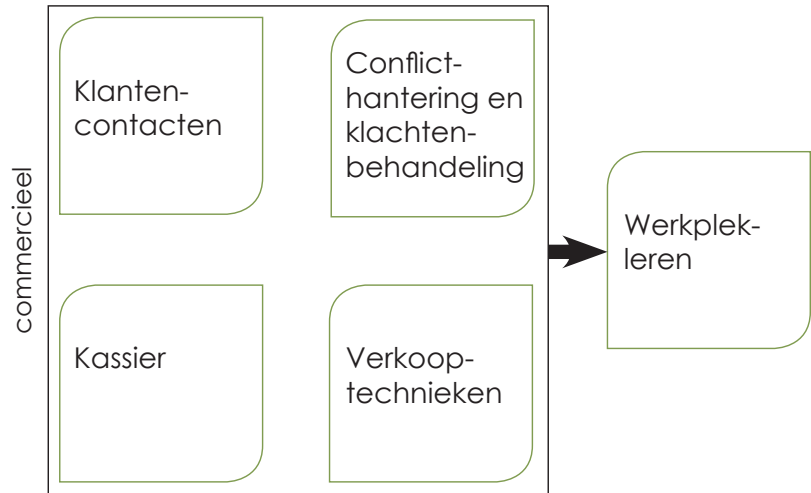 commercieel
Klanten-
contacten
Conflict-
hantering en
klachten-
behandeling
Kassier
Verkoop-
technieken
Werkplek-
leren